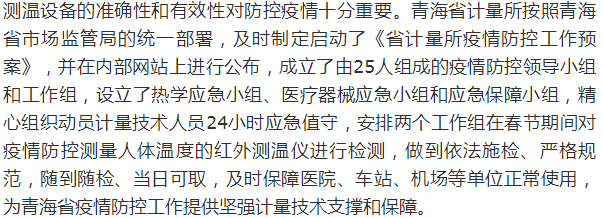 测温设备的准确性和有效性对防控疫情十分重要。青海省计量所按照青海
省市场监管局的统一部署，及时制定启动了《省计量所疫情防控工作预
案》，并在内部网站上进行公布，成立了由25人组成的疫情防控领导小组
和工作组，设立了热学应急小组、医疗器械应急小组和应急保障小组，精
心组织动员计量技术人员24小时应急值守，安排两个工作组在春节期间对
疫情防控测量人体温度的红外测温仪进行检测，做到依法施检、严格规
范，随到随检、当日可取，及时保障医院、车站、机场等单位正常使用，
为青海省疫情防控工作提供坚强计量技术支撑和保障。